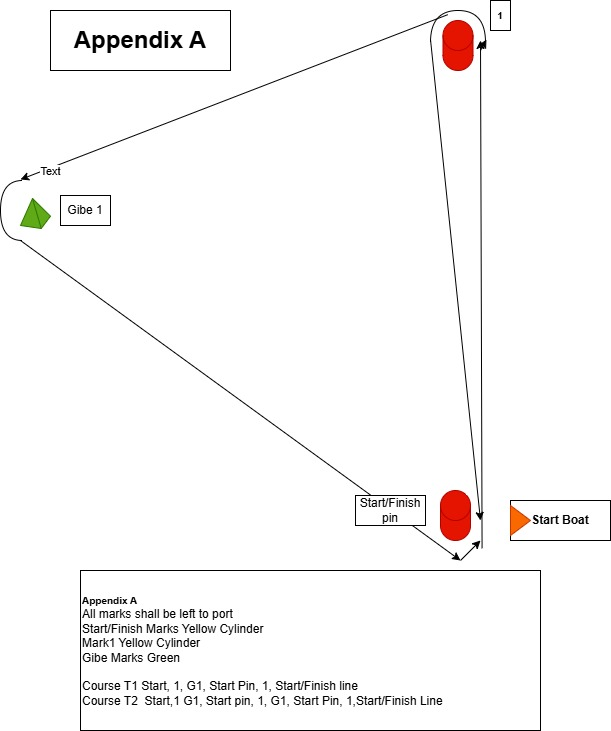 Appendix A
1
Text
Gibe 1
Start/Finish
pin
Start Boat
Appendix A
All marks shall be left to port
Start/Finish Marks Yellow Cylinder
Mark1 Yellow Cylinder
Gibe Marks Green
Course T1 Start, 1, G1, Start Pin, 1, Start/Finish line
Course T2  Start,1 G1, Start pin, 1, G1, Start Pin, 1,Start/Finish Line